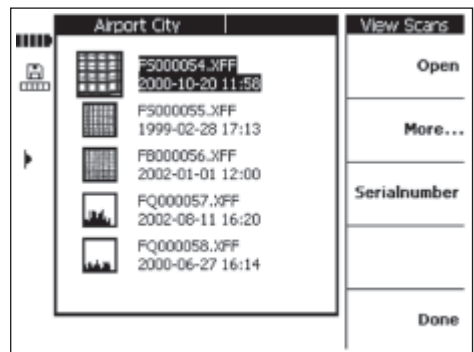 Airport City
View Scans
FS000054.XFF
2000-10-20 11:58
Open
FS000055.XFF
1999-02-28 17:13
More...
FB000056.XFF
2002-01-01 12:00
Serialnumber
FQ000057.XFF
2002-08-11 16:20
FQ000058.XFF
2000-06-27 16:14
Done